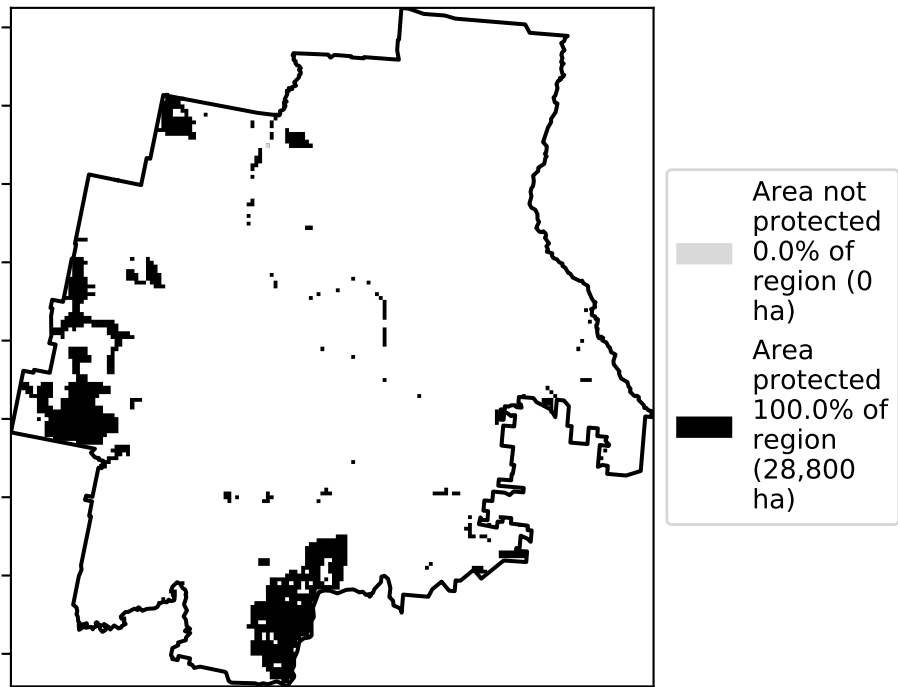 Area not
protected
0.0% of
region (0
ha)
Area
protected
100.0% of
region
(28,800
ha)